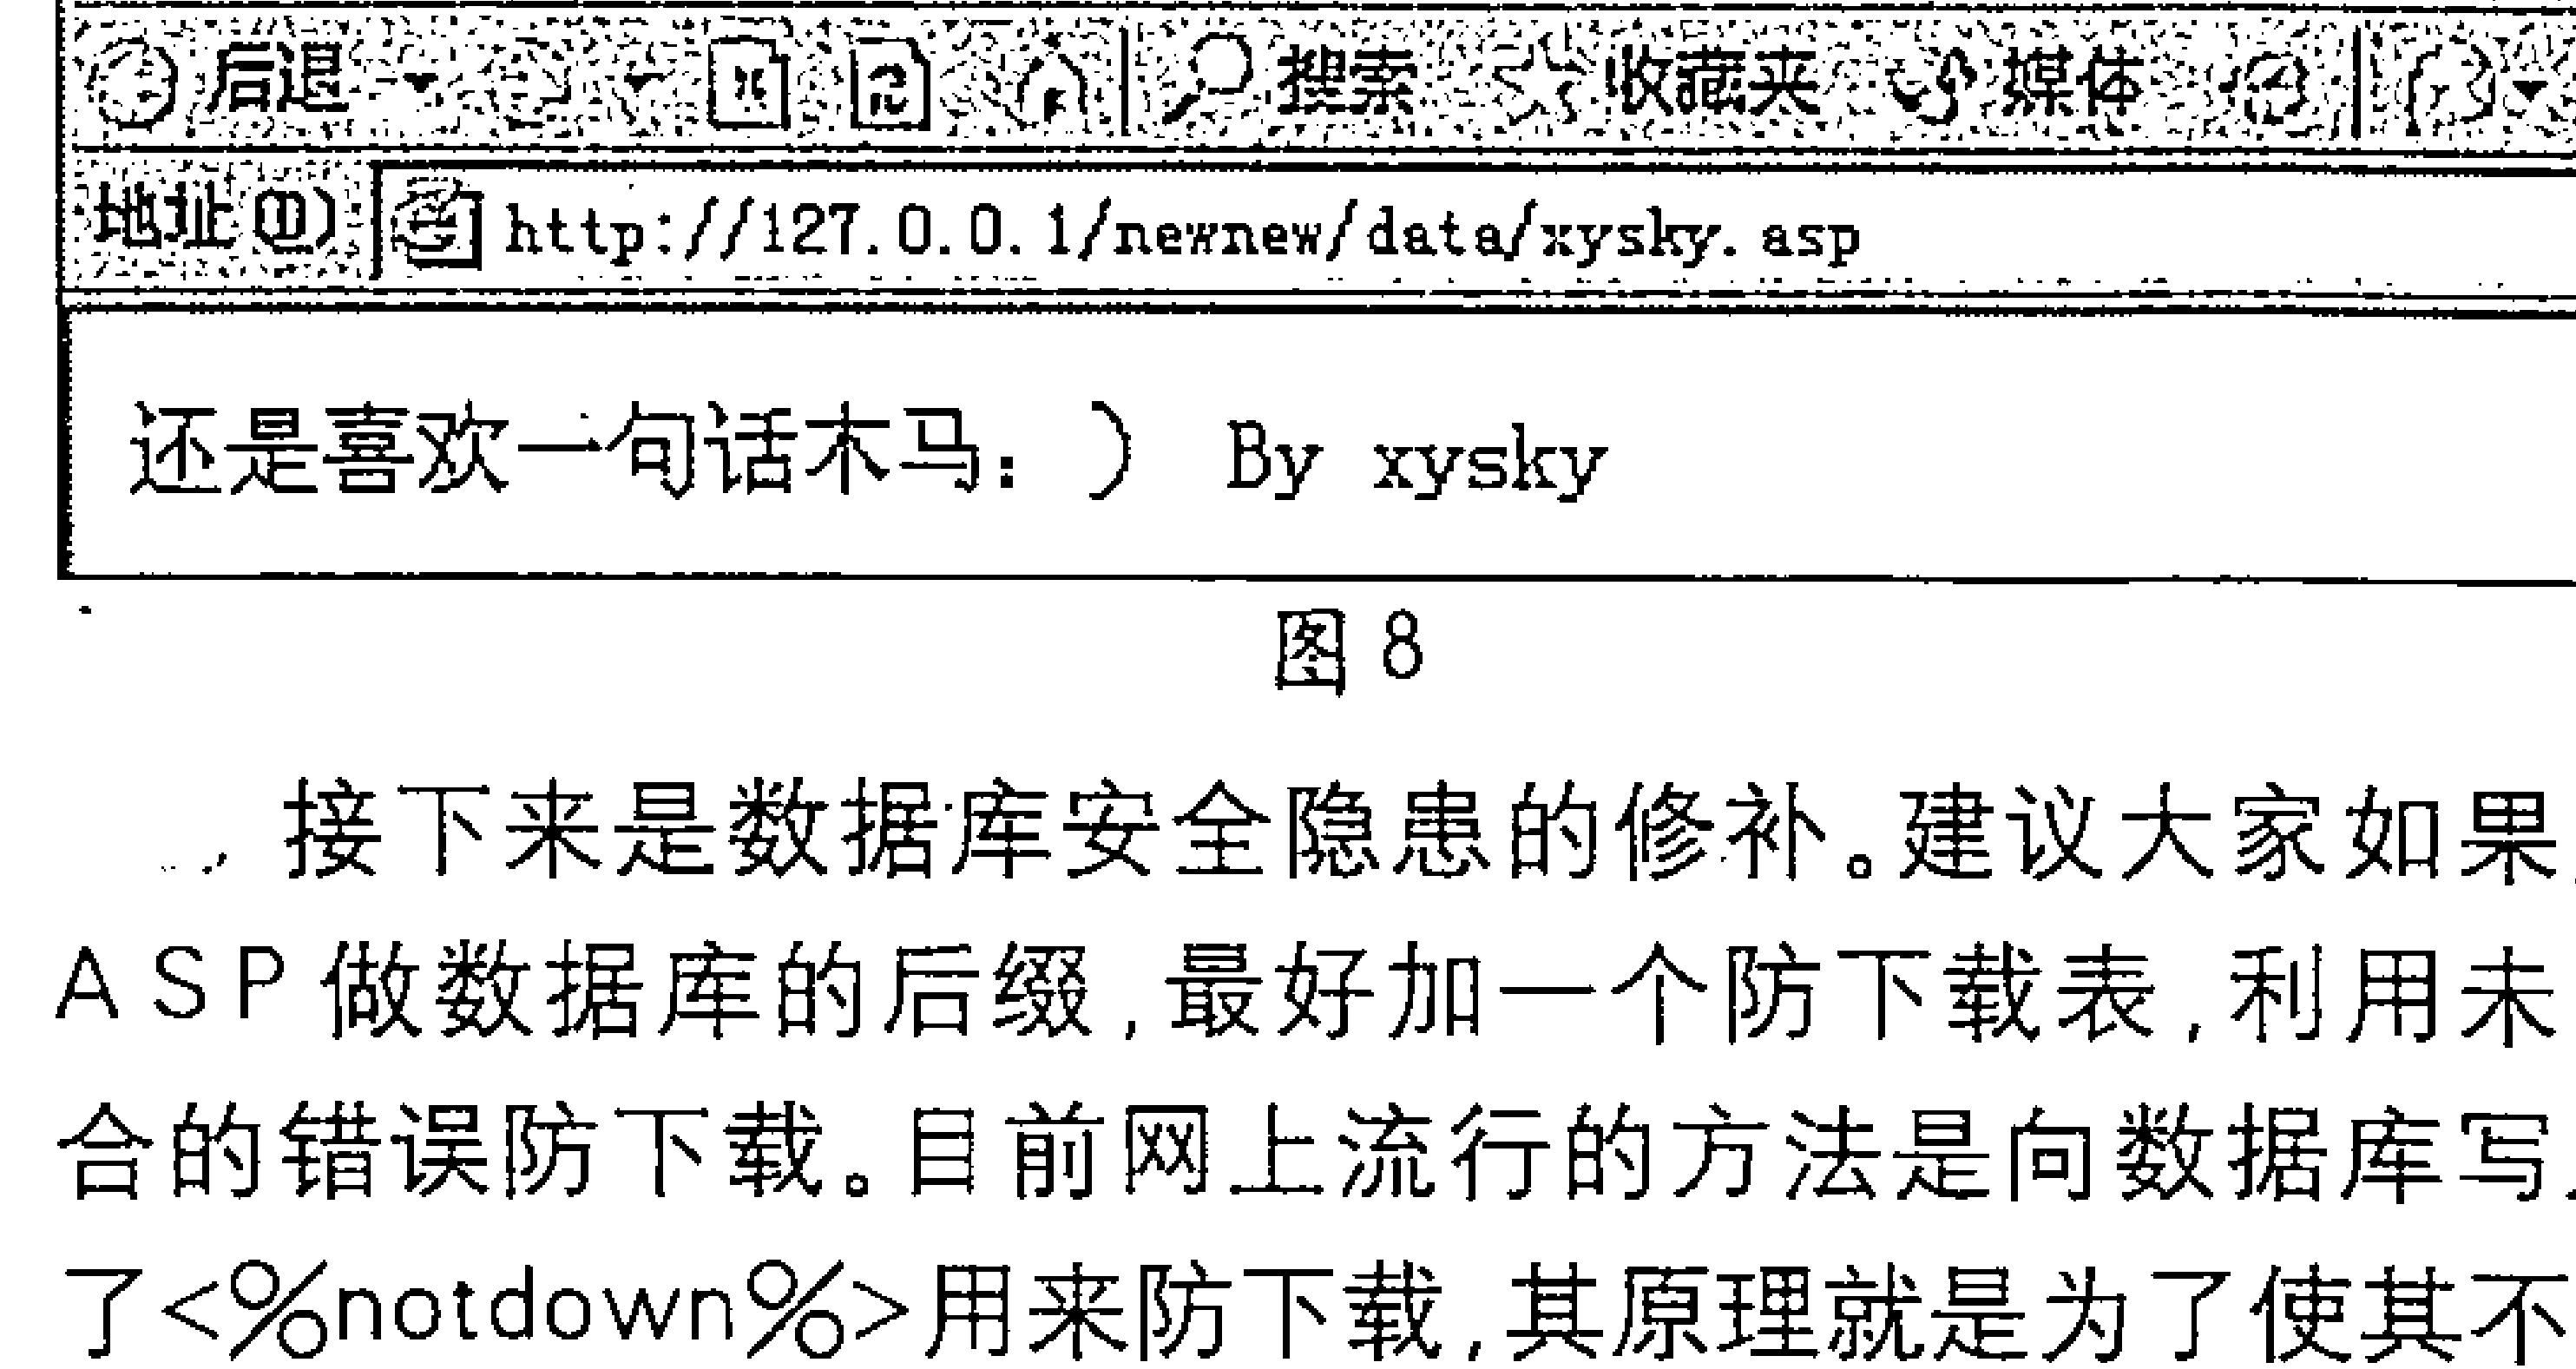 后退 搜索 收藏夹 媒体
地址(D) http://127.0.0.1/newnew/data/xysky.asp
还是喜欢一句话木马：） By xysky
图 8
接下来是数据库安全隐患的修补。建议大家如果
ASP做数据库的后缀,最好加一个防下载表,利用未
合的错误防下载。目前网上流行的方法是向数据库写
了<%notdown%>用来防下载,其原理就是为了使其不